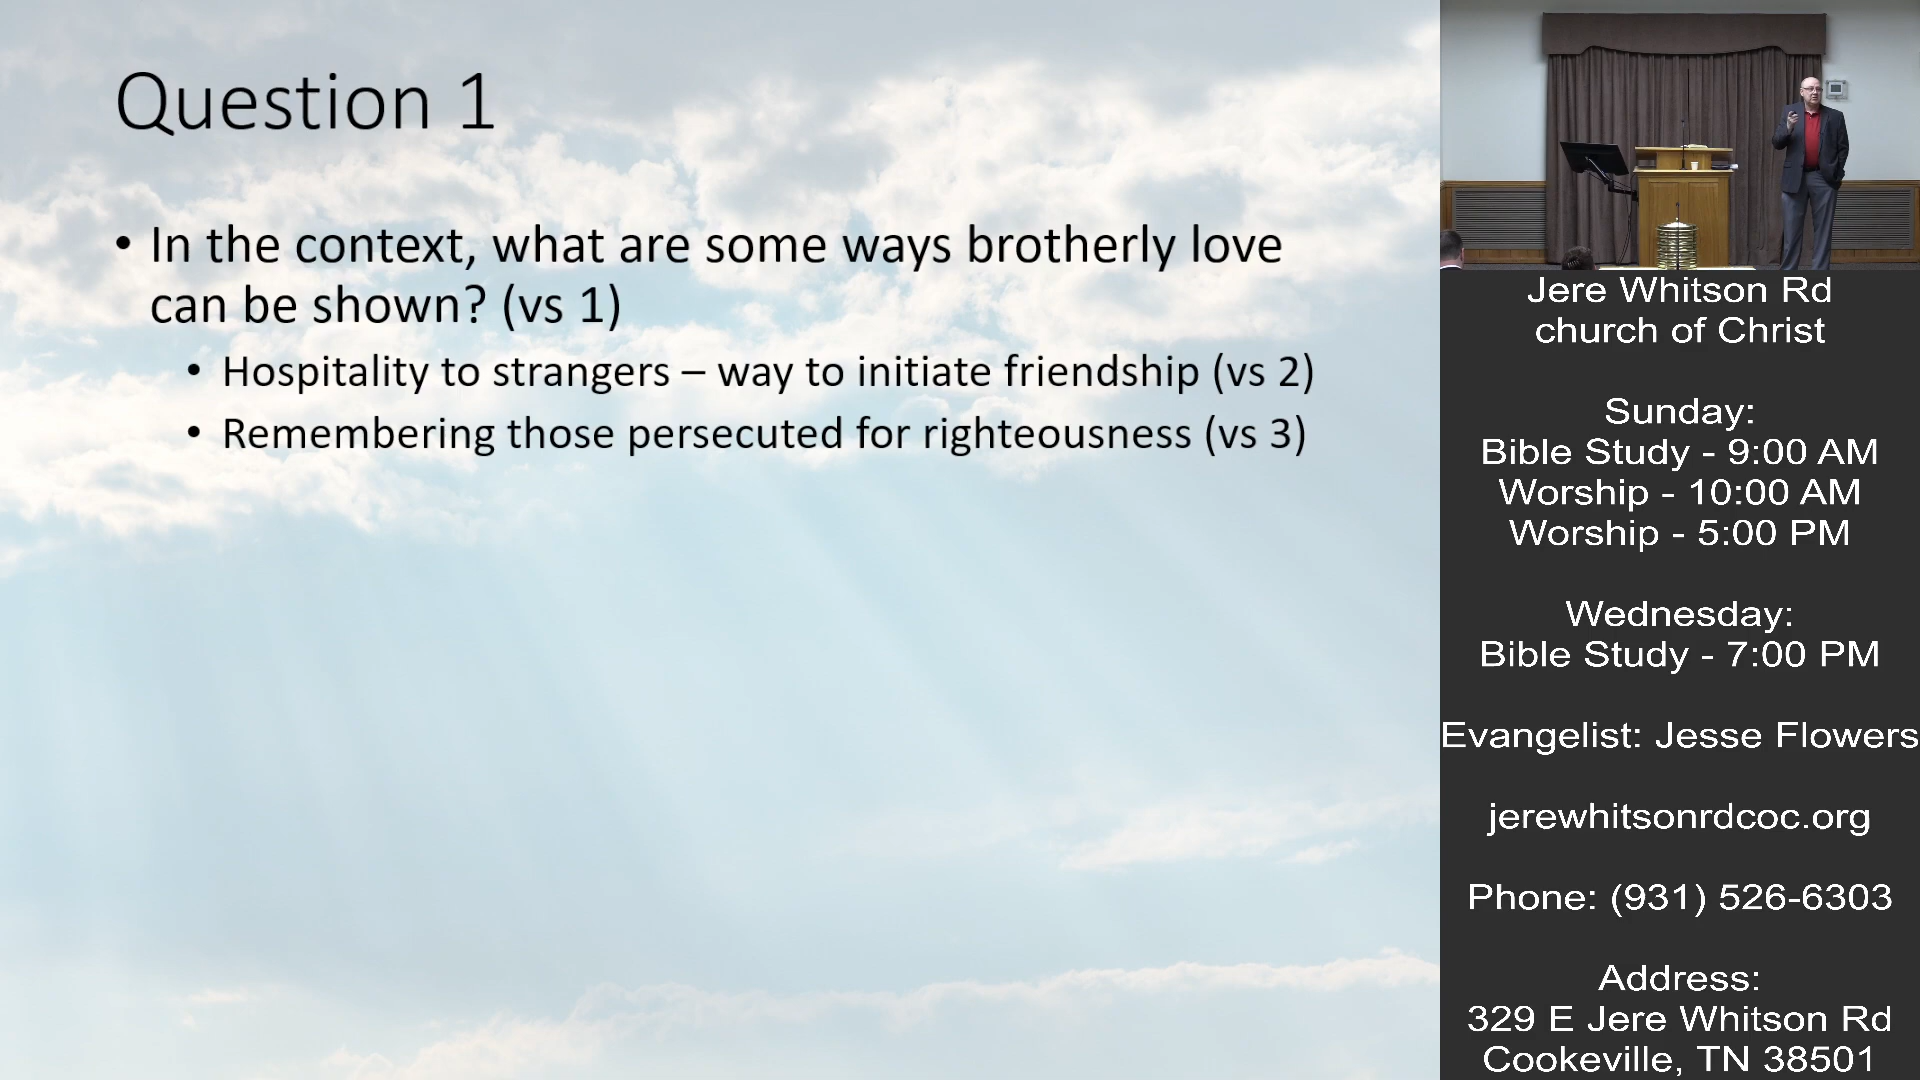 Question 1
• In the context, what are some ways brotherly love
can be shown? (vs 1)
• Hospitality to strangers – way to initiate friendship (vs 2)
• Remembering those persecuted for righteousness (vs 3)
Jere Whitson Rd
church of Christ
Sunday:
Bible Study - 9:00 AM
Worship - 10:00 AM
Worship - 5:00 PM
Wednesday:
Bible Study - 7:00 PM
Evangelist: Jesse Flowers
jerewhitsonrdcoc.org
Phone: (931) 526-6303
Address:
329 E Jere Whitson Rd
Cookeville, TN 38501